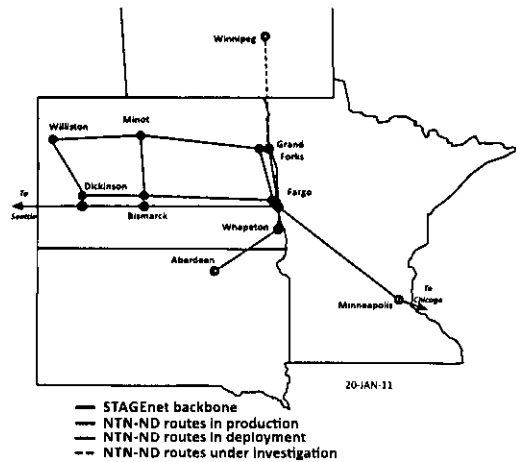 Winnipeg
Williston
Minot
Grand
Forks
Dickinson
Fargo
To
Seattle
Bismarck
Whapeton
Aberdeen
Minneapolis
To
Chicago
20-JAN-11
STAGEnet backbone
NTN-ND routes in production
NTN-ND routes in deployment
NTN-ND routes under investigation